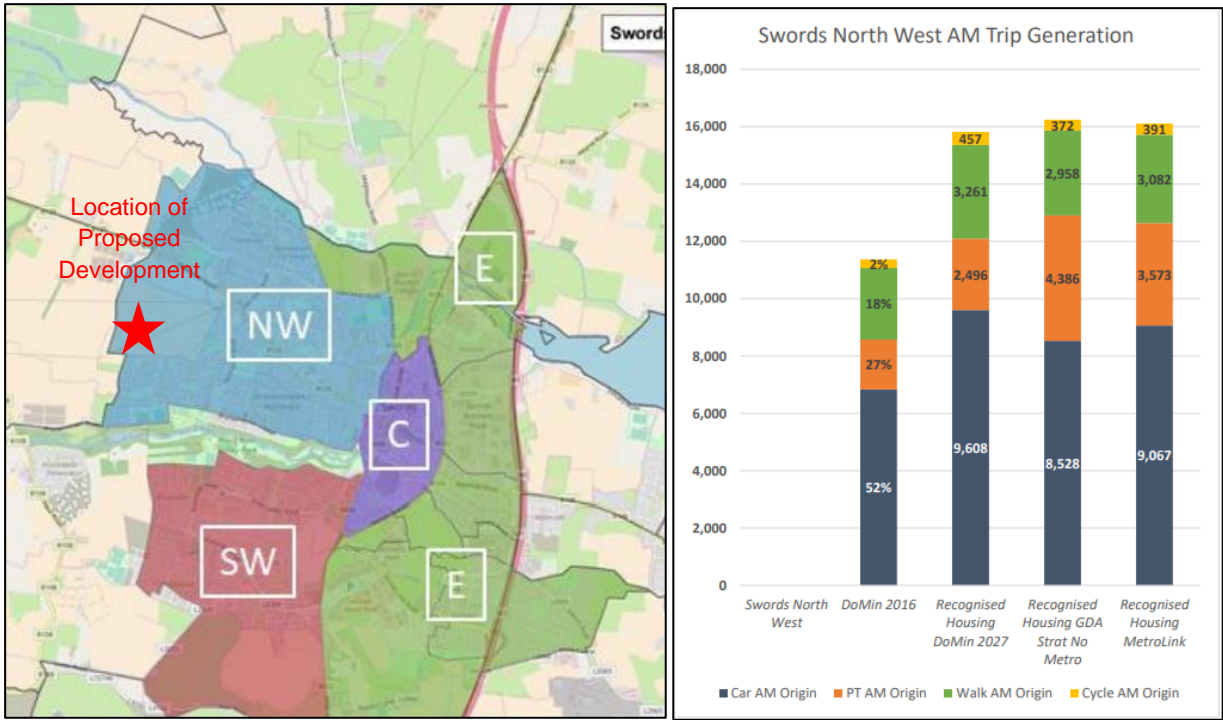 Swords
Location of
Proposed
Development
NW
E
C
SW
E
Swords North West AM Trip Generation
18,000
16,000
14,000
12,000
10,000
8,000
6,000
4,000
2,000
0
2%
18%
27%
52%
457
3,261
2,496
9,608
372
2,958
4,386
8,528
391
3,082
3,573
9,067
Swords North
West
DoMin 2016
Recognised
Housing
DoMin 2027
Recognised
Housing GDA
Strat No
Metro
Recognised
Housing
MetroLink
Car AM Origin PT AM Origin Walk AM Origin Cycle AM Origin